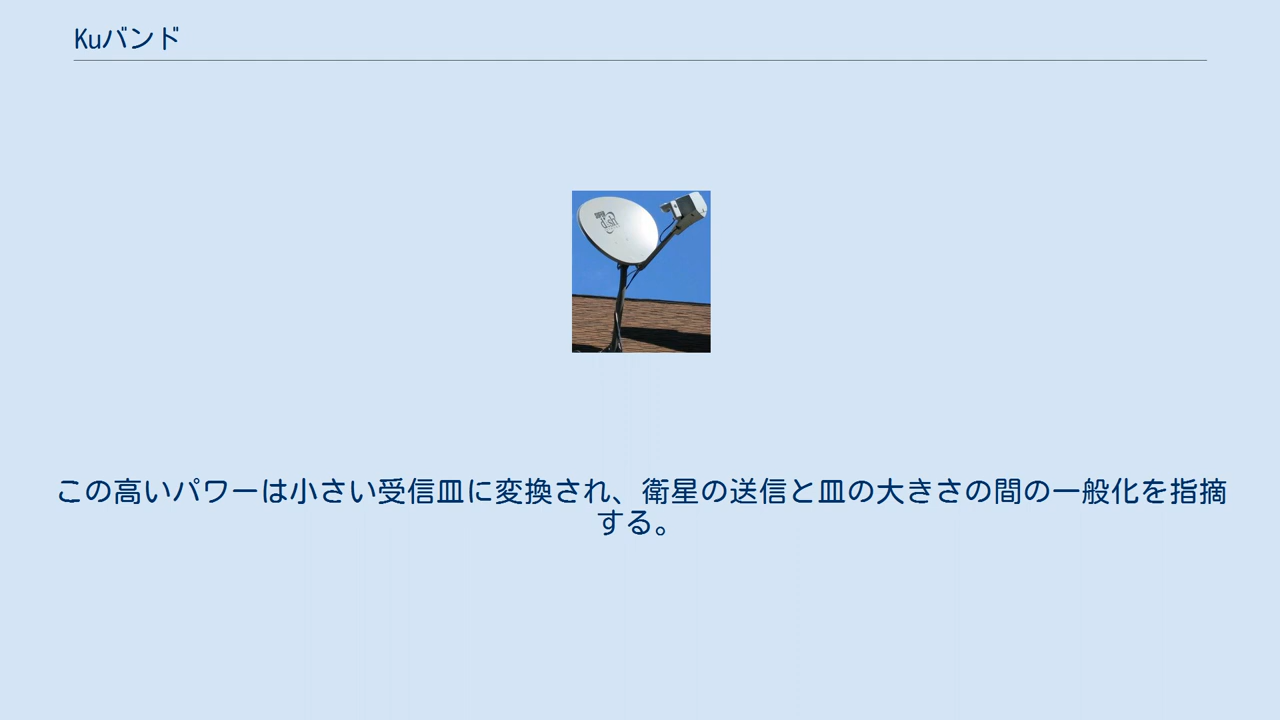 Kuバンド
この高いパワーは小さい受信皿に変換され、衛星の送信と皿の大きさの間の一般化を指摘
する。